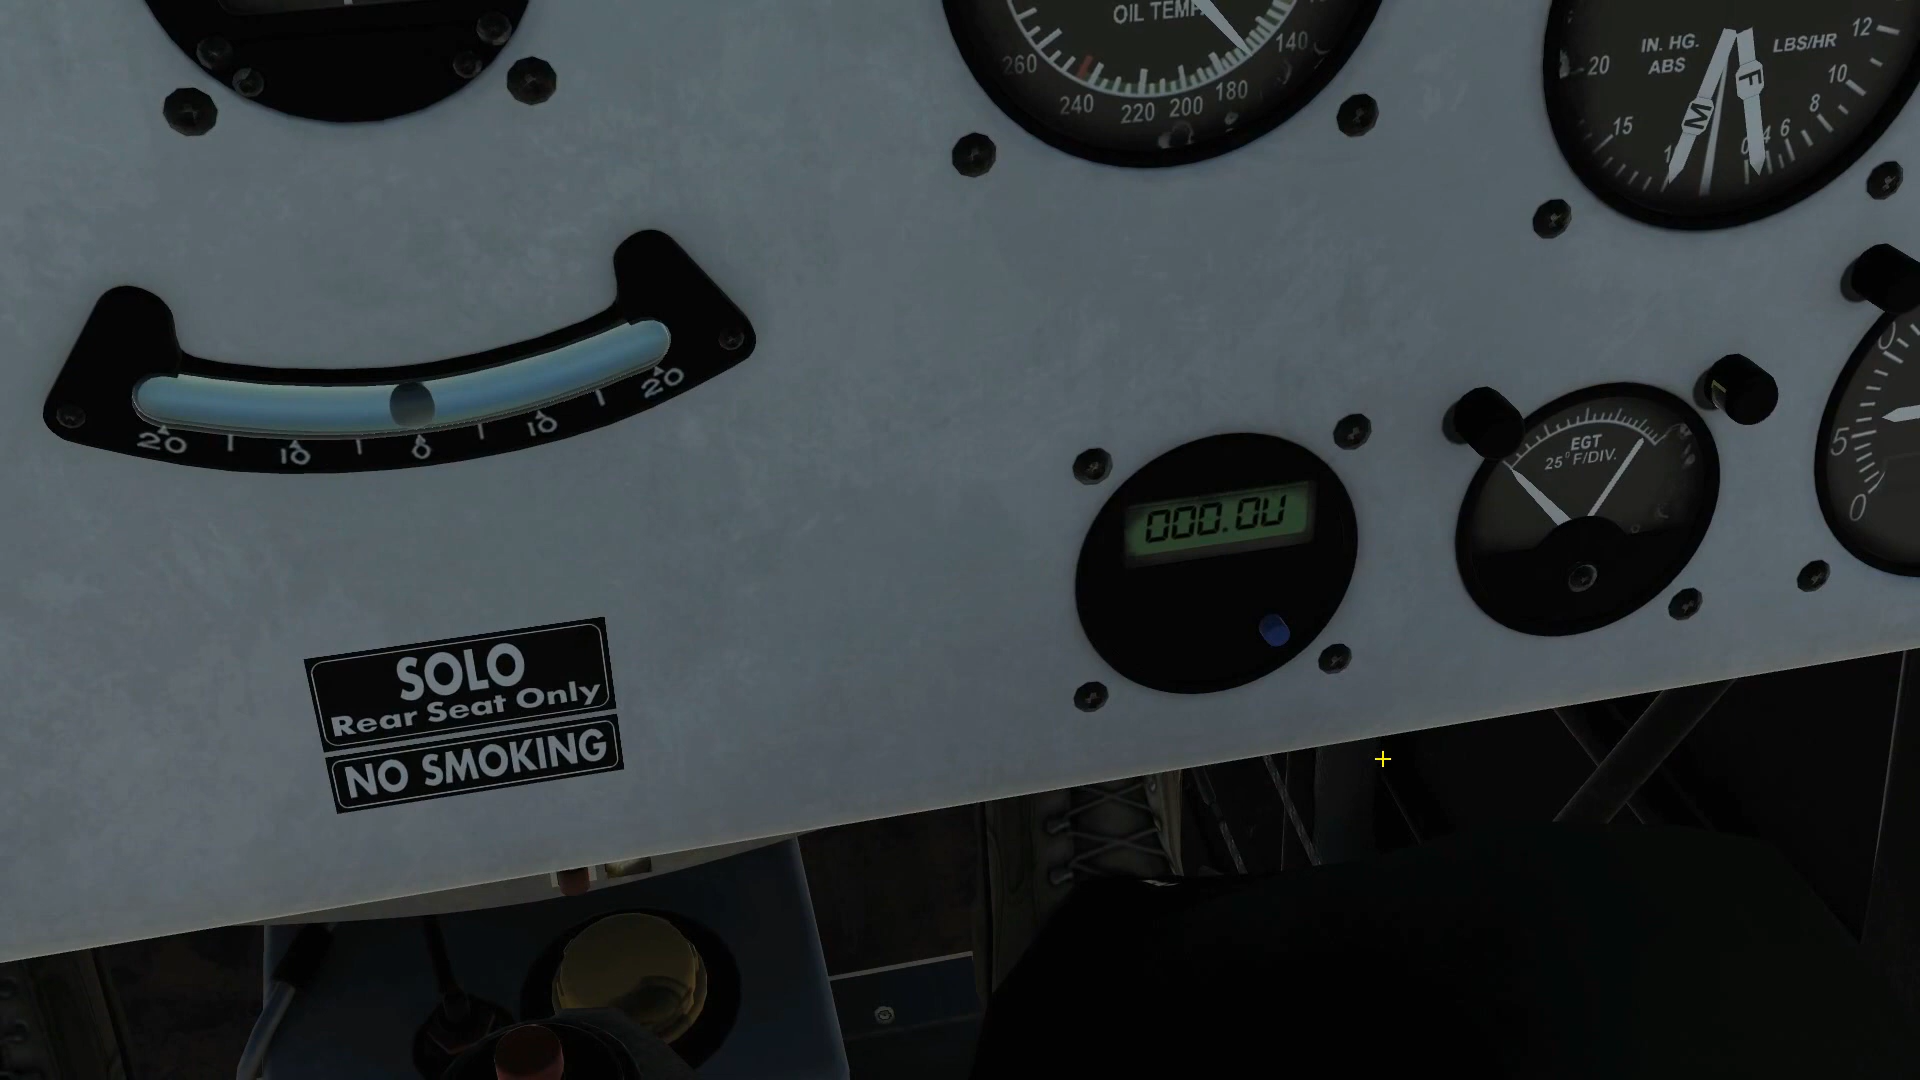 OIL TEMP.
260
240
220
200
180
140
IN. HG.
ABS
LBS/HR
20
15
12
10
8
6
4
M
F
20
10
0
10
20
000.0U
EGT
25°F/DIV.
5
0
SOLO
Rear Seat Only
NO SMOKING